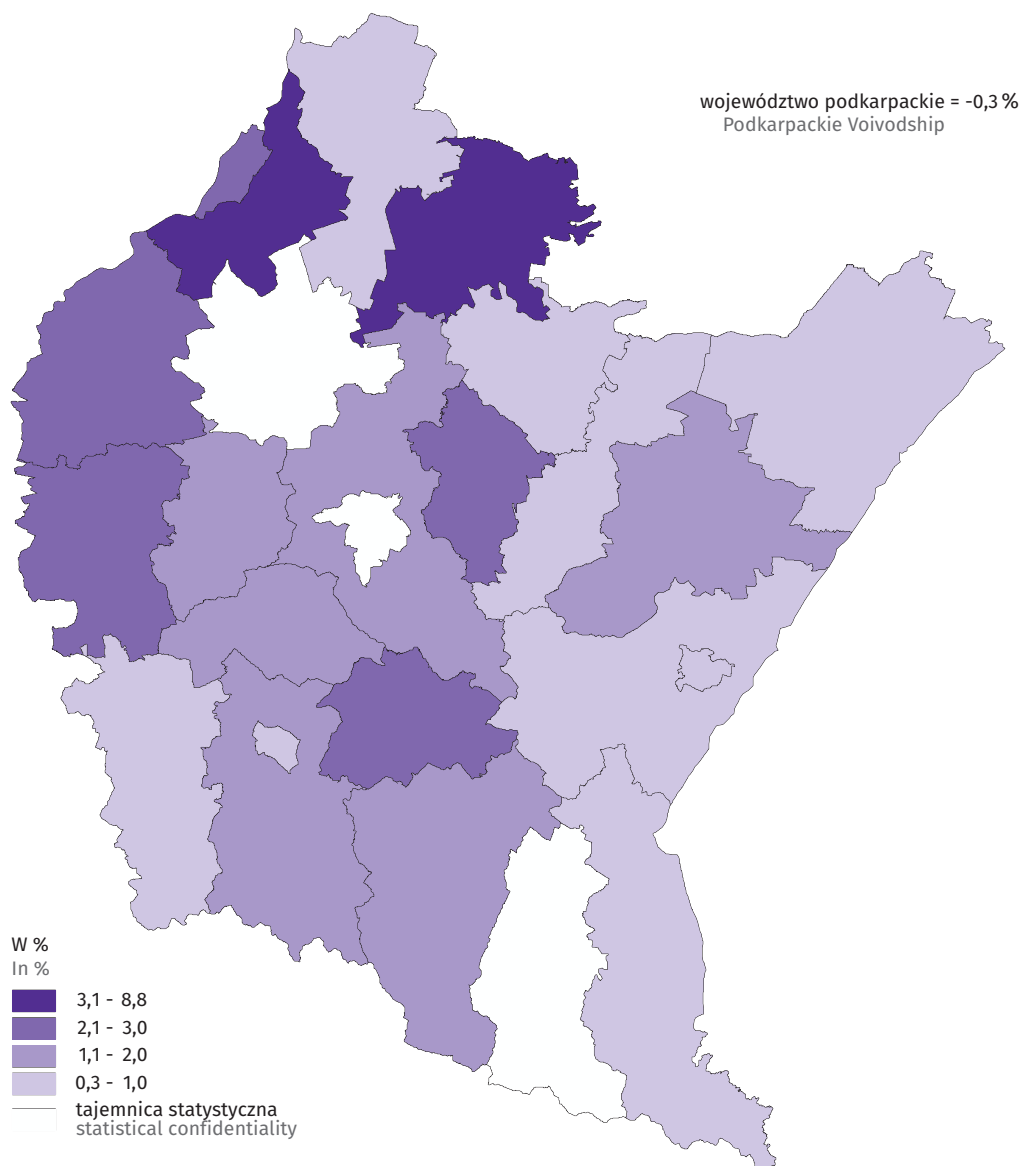 województwo podkarpackie = -0,3 %
Podkarpackie Voivodship
W %
In %
3,1 - 8,8
2,1 - 3,0
1,1 - 2,0
0,3 - 1,0
tajemnica statystyczna
statistical confidentiality